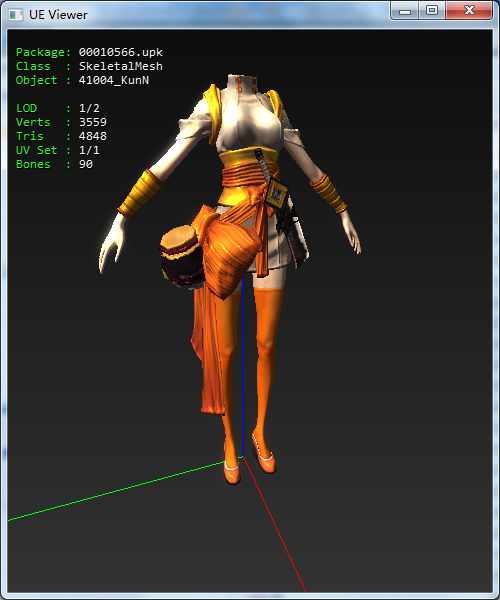 UE Viewer
Package: 00010566.upk
Class : SkeletalMesh
Object : 41004_KunN
LOD : 1/2
Verts : 3559
Tris : 4848
UV Set : 1/1
Bones : 90